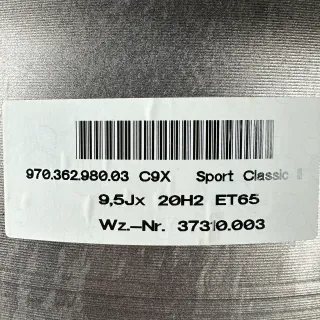 970.362.980.03 C9X Sport Classic
9,5Jx 20H2 ET65
Wz.-Nr. 37310.003